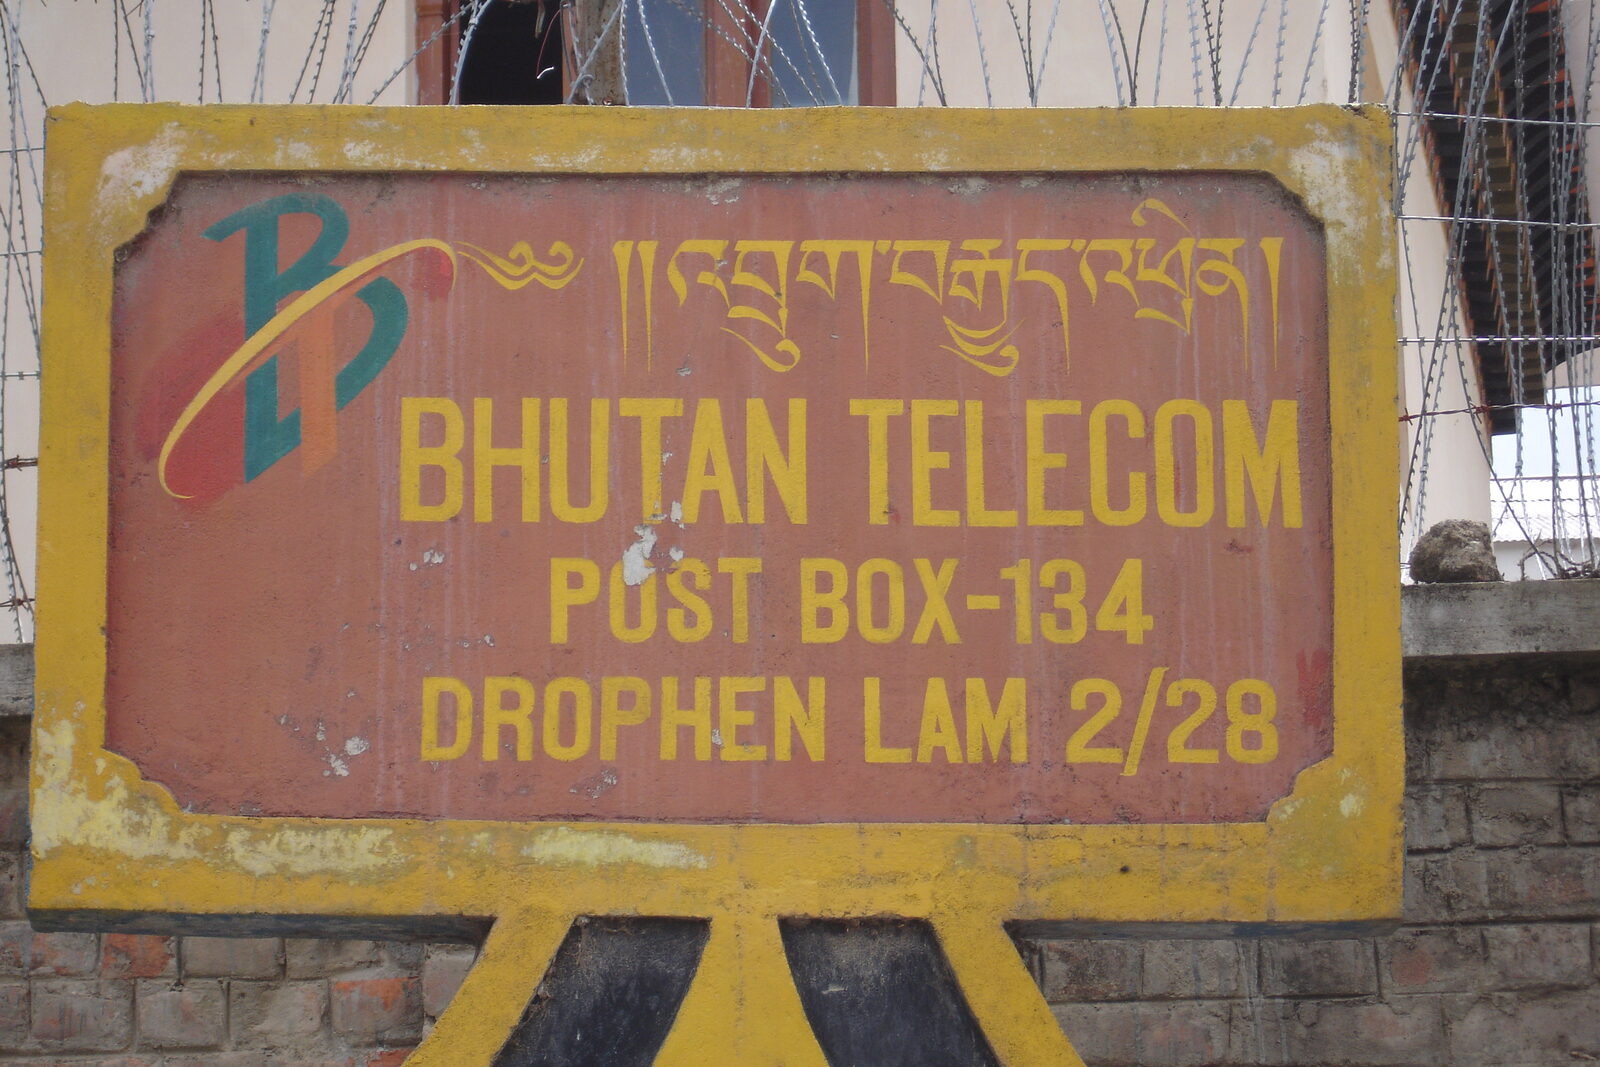 ༄༅ །།འབྲུག་བརྒྱུད་འཕྲིན།
BHUTAN TELECOM
POST BOX-134
DROPHEN LAM 2/28